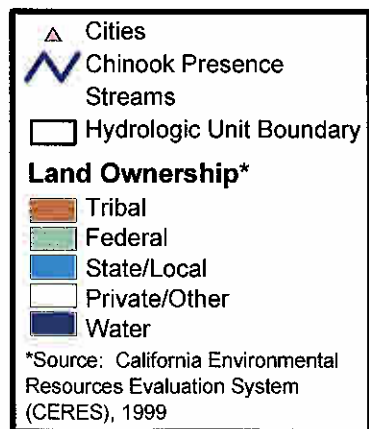 Cities
Chinook Presence
Streams
Hydrologic Unit Boundary
Land Ownership*
Tribal
Federal
State/Local
Private/Other
Water
*Source: California Environmental
Resources Evaluation System
(CERES), 1999